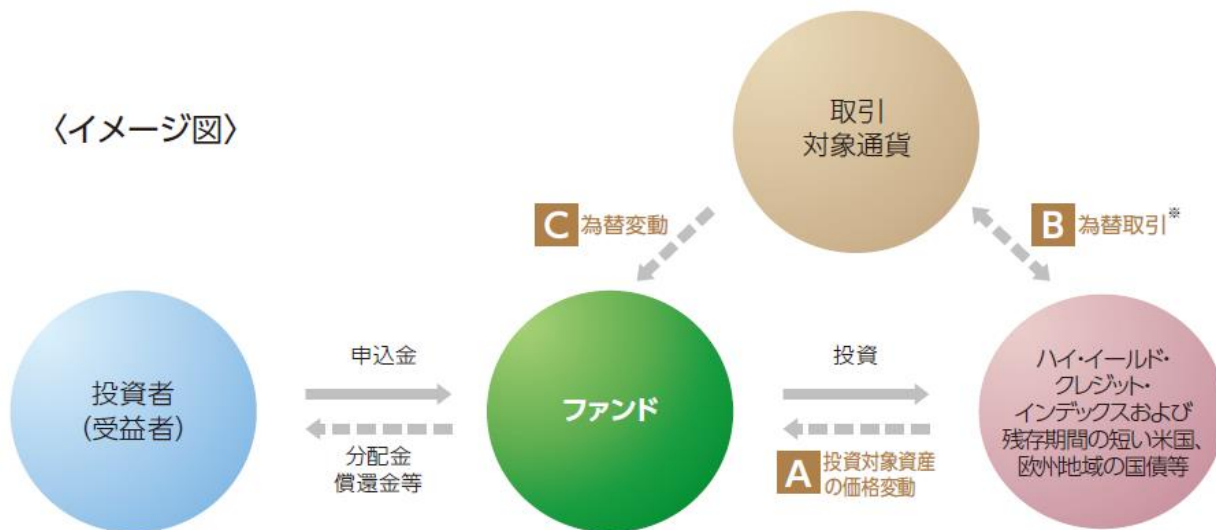 〈イメージ図〉
取引
対象通貨
C 為替変動
B 為替取引※
投資者
(受益者)
申込金
分配金
償還金等
ファンド
投資
A 投資対象資産
の価格変動
ハイ・イールド・
クレジット・
インデックスおよび
残存期間の短い米国、
欧州地域の国債等